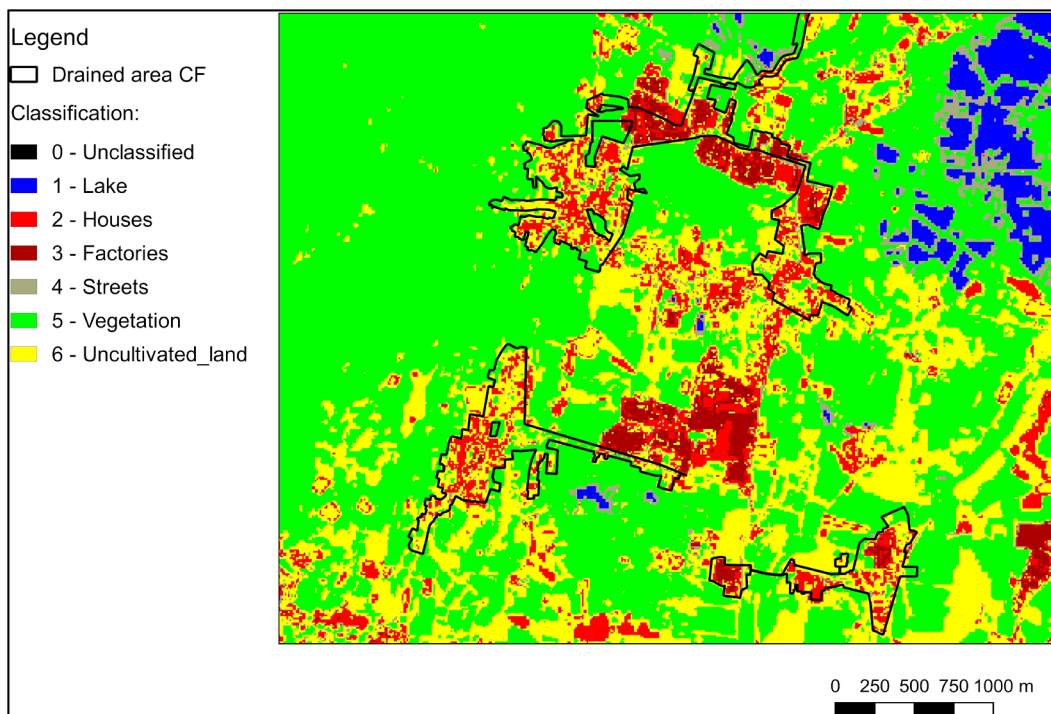 Legend
Drained area CF
Classification:
0 - Unclassified
1 - Lake
2 - Houses
3 - Factories
4 - Streets
5 - Vegetation
6 - Uncultivated_land
0 250 500 750 1000 m